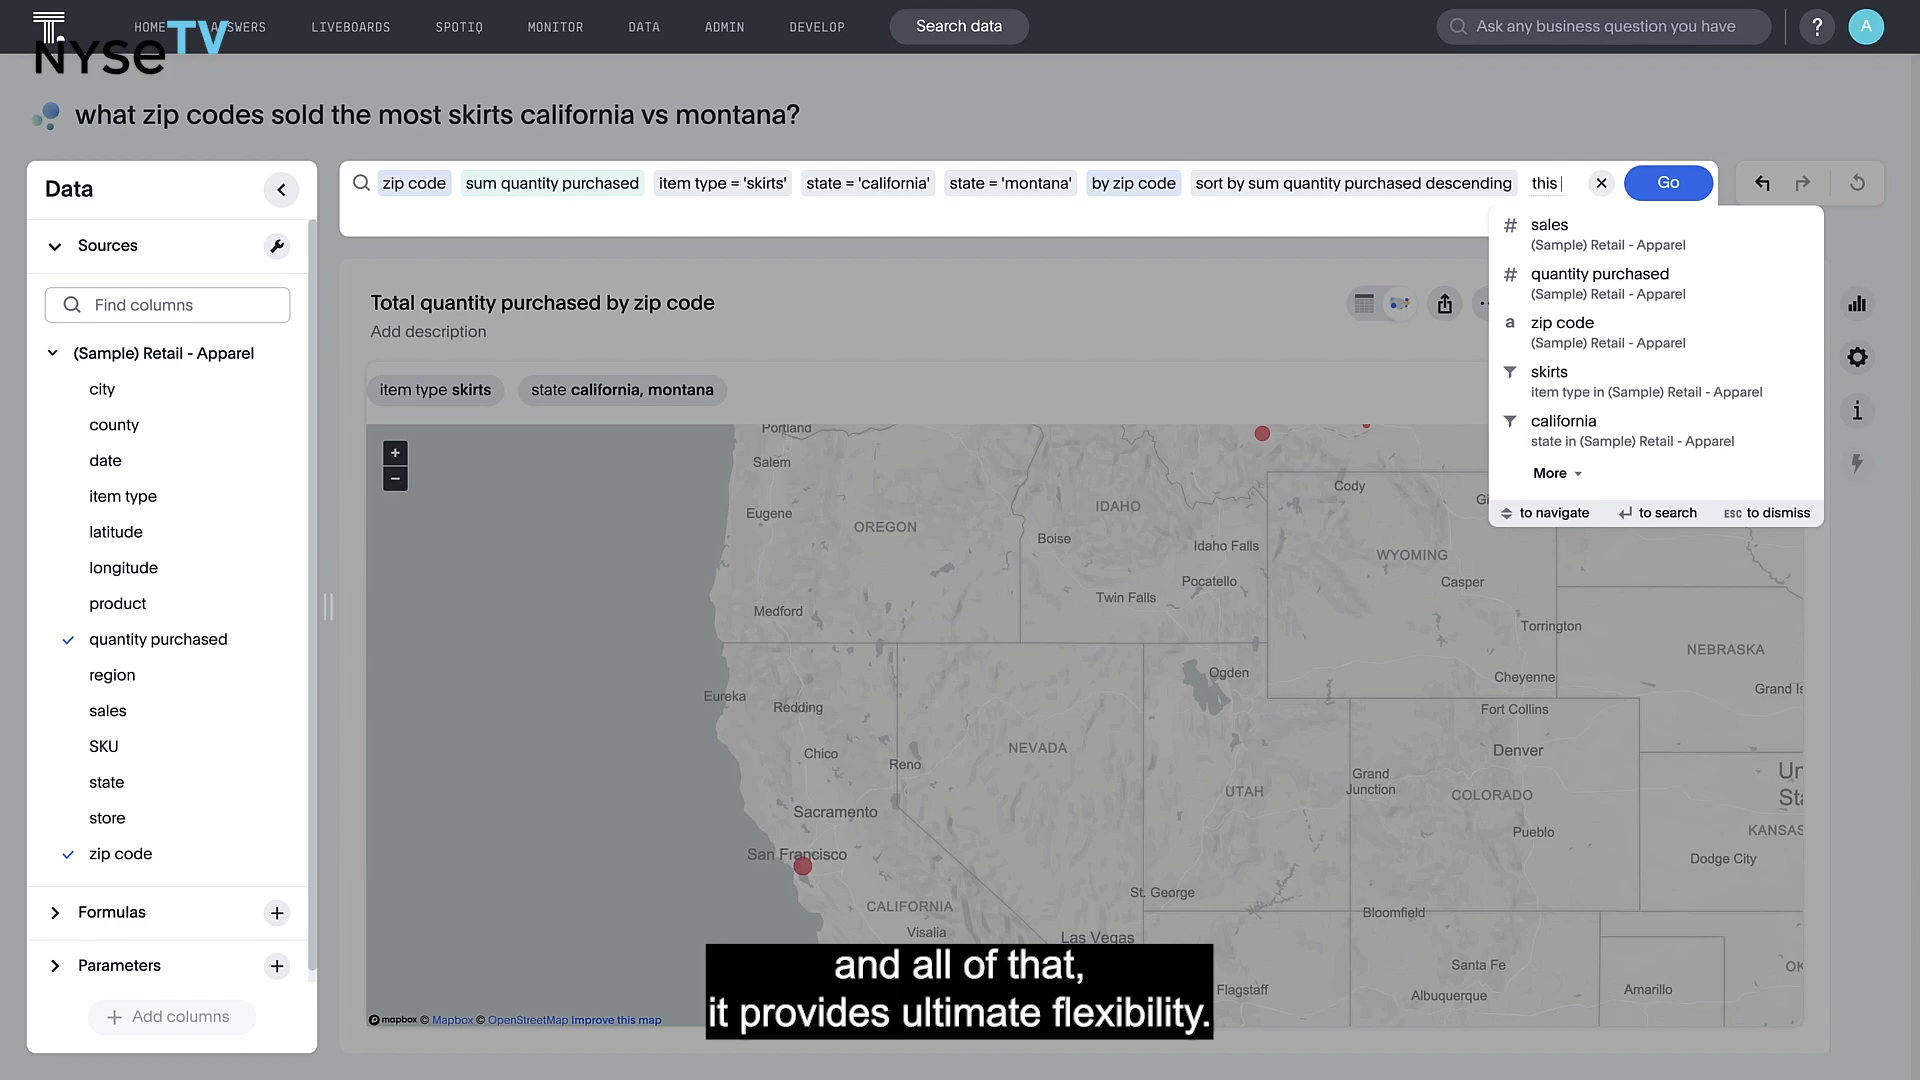 T.
HOME
ANSWERS
LIVEBOARDS
SPOTIQ
MONITOR
DATA
ADMIN
DEVELOP
Search data
Ask any business question you have
?
A
NYSE TV
what zip codes sold the most skirts california vs montana?
Data
Sources
Find columns
(Sample) Retail - Apparel
city
county
date
item type
latitude
longitude
product
quantity purchased
region
sales
SKU
state
store
zip code
Formulas
Parameters
Add columns
zip code
sum quantity purchased
item type = 'skirts'
state = 'california'
state = 'montana'
by zip code
sort by sum quantity purchased descending
this
Go
# sales
(Sample) Retail - Apparel
# quantity purchased
(Sample) Retail - Apparel
a zip code
(Sample) Retail - Apparel
skirts
item type in (Sample) Retail - Apparel
california
state in (Sample) Retail - Apparel
More
to navigate
to search
ESC to dismiss
Total quantity purchased by zip code
Add description
item type skirts
state california, montana
+
−
Portland
Salem
Eugene
OREGON
Medford
IDAHO
Boise
Idaho Falls
Pocatello
Twin Falls
Cody
Gi
WYOMING
Casper
Torrington
Cheyenne
NEBRASKA
Grand Is
Ogden
Eureka
Redding
Chico
Reno
NEVADA
Sacramento
San Francisco
CALIFORNIA
Visalia
Las Vegas
UTAH
St. George
Fort Collins
Denver
Grand
Junction
COLORADO
Pueblo
Un
Sta
KANSAS
Dodge City
Bloomfield
Santa Fe
Albuquerque
Flagstaff
Amarillo
OK
mapbox © Mapbox © OpenStreetMap Improve this map
and all of that,
it provides ultimate flexibility.